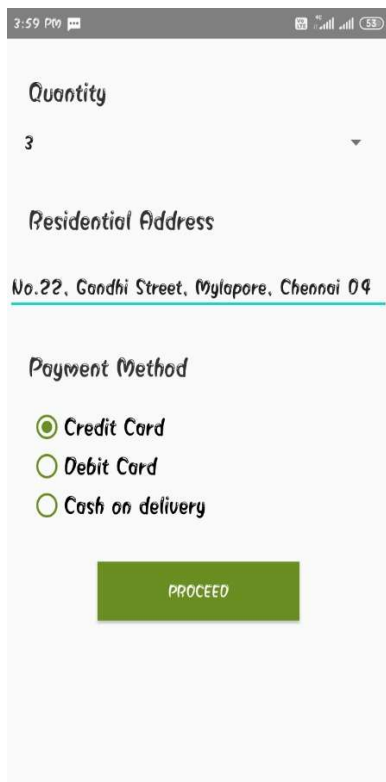 3:59 PM
53
Quantity
3
Residential Address
No.22, Gandhi Street, Mylapore, Chennai 04
Payment Method
Credit Card
Debit Card
Cash on delivery
PROCEED